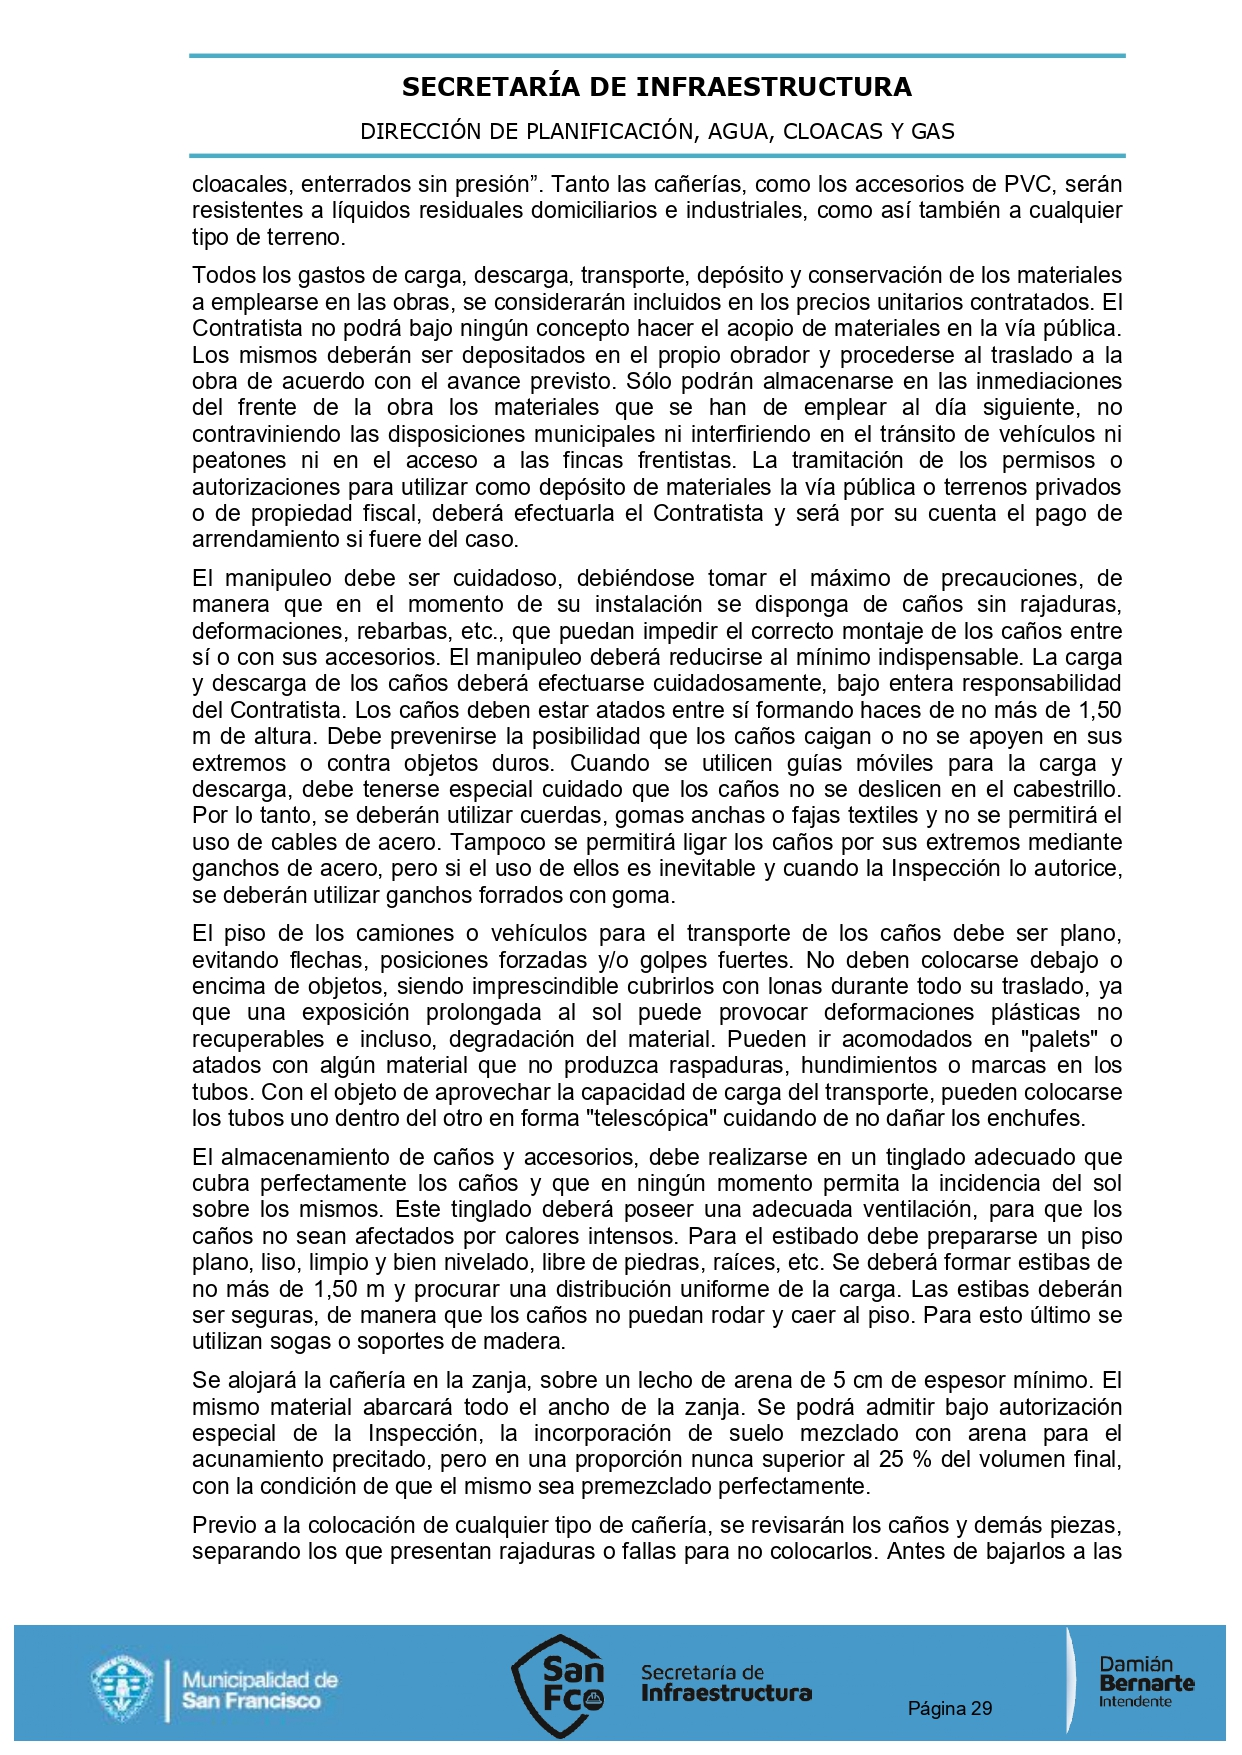 SECRETARÍA DE INFRAESTRUCTURA
DIRECCIÓN DE PLANIFICACIÓN, AGUA, CLOACAS Y GAS
cloacales, enterrados sin presión”. Tanto las cañerías, como los accesorios de PVC, serán
resistentes a líquidos residuales domiciliarios e industriales, como así también a cualquier
tipo de terreno.
Todos los gastos de carga, descarga, transporte, depósito y conservación de los materiales
a emplearse en las obras, se considerarán incluidos en los precios unitarios contratados. El
Contratista no podrá bajo ningún concepto hacer el acopio de materiales en la vía pública.
Los mismos deberán ser depositados en el propio obrador y procederse al traslado a la
obra de acuerdo con el avance previsto. Sólo podrán almacenarse en las inmediaciones
del frente de la obra los materiales que se han de emplear al día siguiente, no
contraviniendo las disposiciones municipales ni interfiriendo en el tránsito de vehículos ni
peatones ni en el acceso a las fincas frentistas. La tramitación de los permisos o
autorizaciones para utilizar como depósito de materiales la vía pública o terrenos privados
o de propiedad fiscal, deberá efectuarla el Contratista y será por su cuenta el pago de
arrendamiento si fuere del caso.
El manipuleo debe ser cuidadoso, debiéndose tomar el máximo de precauciones, de
manera que en el momento de su instalación se disponga de caños sin rajaduras,
deformaciones, rebarbas, etc., que puedan impedir el correcto montaje de los caños entre
sí o con sus accesorios. El manipuleo deberá reducirse al mínimo indispensable. La carga
y descarga de los caños deberá efectuarse cuidadosamente, bajo entera responsabilidad
del Contratista. Los caños deben estar atados entre sí formando haces de no más de 1,50
m de altura. Debe prevenirse la posibilidad que los caños caigan o no se apoyen en sus
extremos o contra objetos duros. Cuando se utilicen guías móviles para la carga y
descarga, debe tenerse especial cuidado que los caños no se deslicen en el cabestrillo.
Por lo tanto, se deberán utilizar cuerdas, gomas anchas o fajas textiles y no se permitirá el
uso de cables de acero. Tampoco se permitirá ligar los caños por sus extremos mediante
ganchos de acero, pero si el uso de ellos es inevitable y cuando la Inspección lo autorice,
se deberán utilizar ganchos forrados con goma.
El piso de los camiones o vehículos para el transporte de los caños debe ser plano,
evitando flechas, posiciones forzadas y/o golpes fuertes. No deben colocarse debajo o
encima de objetos, siendo imprescindible cubrirlos con lonas durante todo su traslado, ya
que una exposición prolongada al sol puede provocar deformaciones plásticas no
recuperables e incluso, degradación del material. Pueden ir acomodados en "palets" o
atados con algún material que no produzca raspaduras, hundimientos o marcas en los
tubos. Con el objeto de aprovechar la capacidad de carga del transporte, pueden colocarse
los tubos uno dentro del otro en forma "telescópica" cuidando de no dañar los enchufes.
El almacenamiento de caños y accesorios, debe realizarse en un tinglado adecuado que
cubra perfectamente los caños y que en ningún momento permita la incidencia del sol
sobre los mismos. Este tinglado deberá poseer una adecuada ventilación, para que los
caños no sean afectados por calores intensos. Para el estibado debe prepararse un piso
plano, liso, limpio y bien nivelado, libre de piedras, raíces, etc. Se deberá formar estibas de
no más de 1,50 m y procurar una distribución uniforme de la carga. Las estibas deberán
ser seguras, de manera que los caños no puedan rodar y caer al piso. Para esto último se
utilizan sogas o soportes de madera.
Se alojará la cañería en la zanja, sobre un lecho de arena de 5 cm de espesor mínimo. El
mismo material abarcará todo el ancho de la zanja. Se podrá admitir bajo autorización
especial de la Inspección, la incorporación de suelo mezclado con arena para el
acunamiento precitado, pero en una proporción nunca superior al 25 % del volumen final,
con la condición de que el mismo sea premezclado perfectamente.
Previo a la colocación de cualquier tipo de cañería, se revisarán los caños y demás piezas,
separando los que presentan rajaduras o fallas para no colocarlos. Antes de bajarlos a las
Municipalidad de
San Francisco
San
Fco
Secretaría de
Infraestructura
Página 29
Damián
Bernarte
Intendente